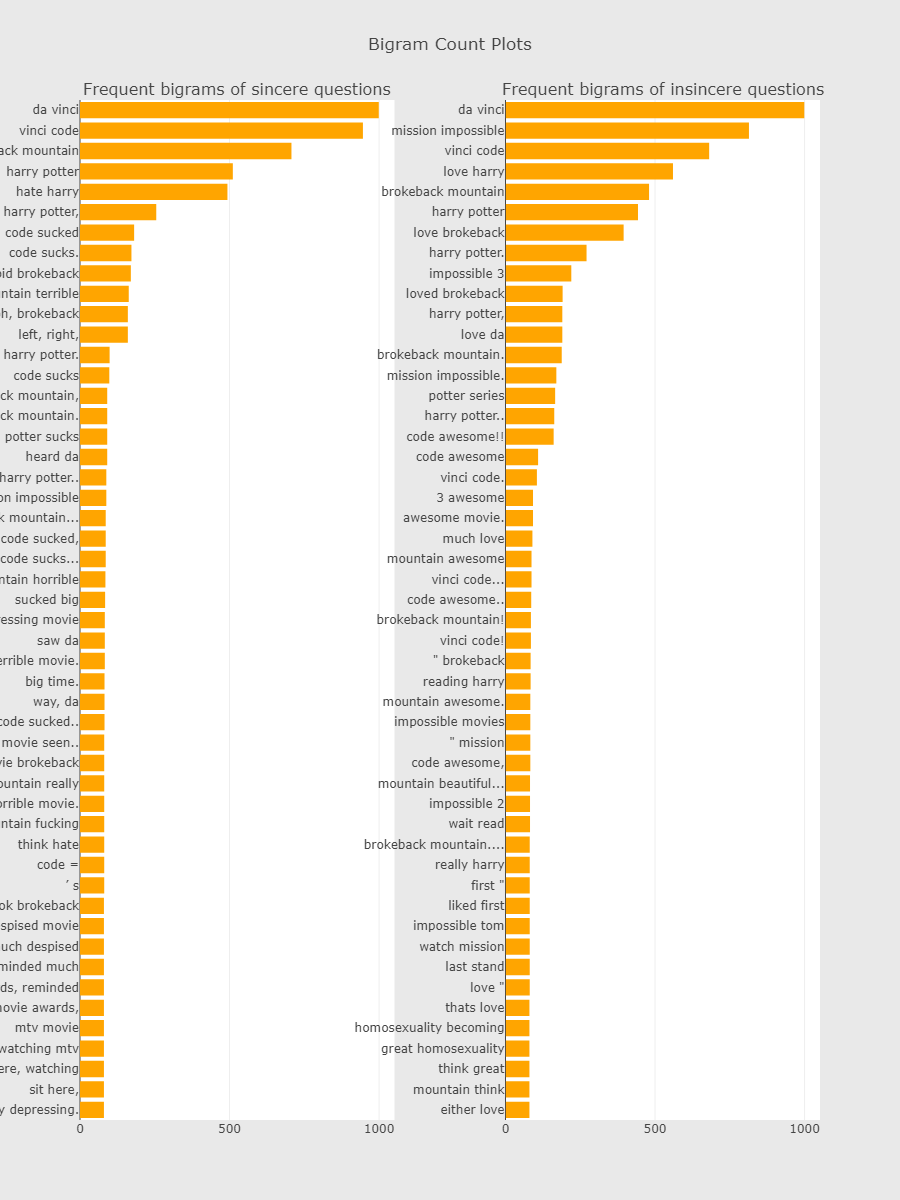 Bigram Count Plots
Frequent bigrams of sincere questions
da vinci
vinci code
ack mountain
harry potter
hate harry
harry potter,
code sucked
code sucks.
pid brokeback
ntain terrible
oh, brokeback
left, right,
harry potter.
code sucks
ck mountain,
ck mountain.
potter sucks
heard da
harry potter..
on impossible
k mountain...
code sucked,
code sucks...
ntain horrible
sucked big
ressing movie
saw da
errible movie.
big time.
way, da
code sucked..
movie seen..
vie brokeback
ountain really
orrible movie.
ntain fucking
think hate
code =
’ s
ok brokeback
spised movie
uch despised
minded much
ds, reminded
movie awards,
mtv movie
watching mtv
ere, watching
sit here,
y depressing.
0 500 1000
Frequent bigrams of insincere questions
da vinci
mission impossible
vinci code
love harry
brokeback mountain
harry potter
love brokeback
harry potter.
impossible 3
loved brokeback
harry potter,
love da
brokeback mountain.
mission impossible.
potter series
harry potter..
code awesome!!
code awesome
vinci code.
3 awesome
awesome movie.
much love
mountain awesome
vinci code...
code awesome..
brokeback mountain!
vinci code!
" brokeback
reading harry
mountain awesome.
impossible movies
" mission
code awesome,
mountain beautiful...
impossible 2
wait read
brokeback mountain....
really harry
first "
liked first
impossible tom
watch mission
last stand
love "
thats love
homosexuality becoming
great homosexuality
think great
mountain think
either love
0 500 1000